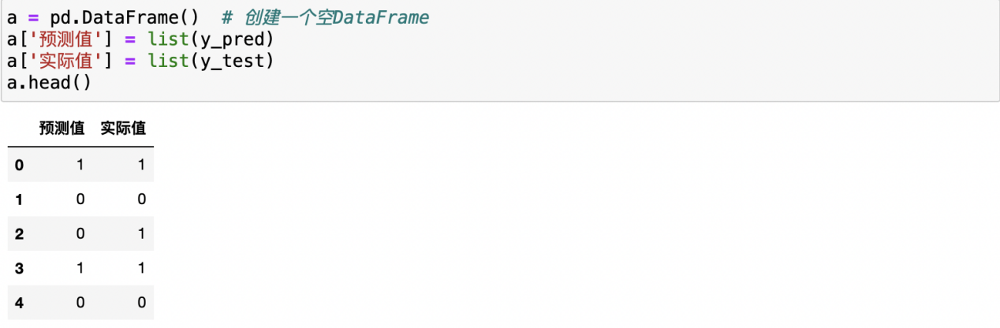 a = pd.DataFrame()  # 创建一个空DataFrame
a['预测值'] = list(y_pred)
a['实际值'] = list(y_test)
a.head()
预测值 实际值
0 1 1
1 0 0
2 0 1
3 1 1
4 0 0